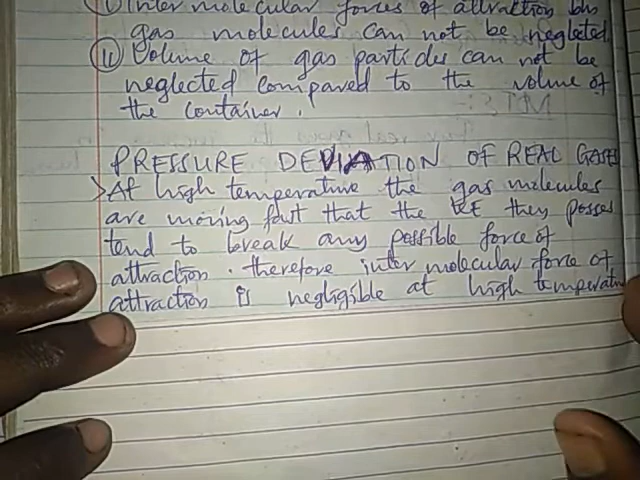 (i) Inter molecular forces of attraction btn
gas molecules can not be neglected
(ii) Volume of gas particles can not be
neglected compared to the volume of
the container.
PRESSURE DEVIATION OF REAL GASES
> At high temperature the gas molecules
are moving fast that the KE they posses
tend to break any possible force of
attraction. therefore inter molecular force of
attraction is negligible at high temperature